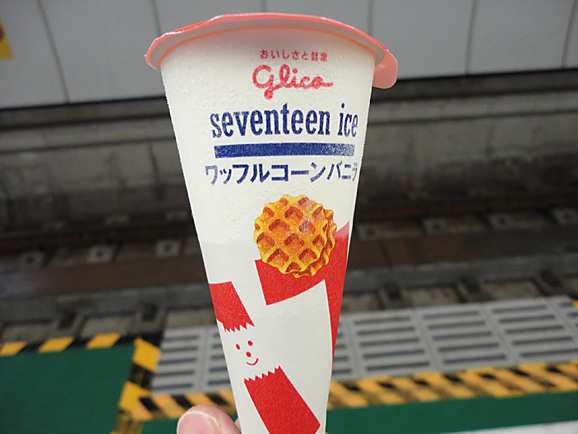 おいしさと健康
Glico
seventeen ice
ワッフルコーンバニラ